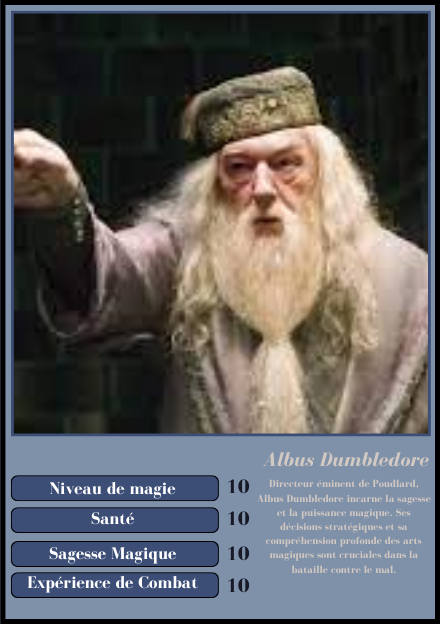 Albus Dumbledore
Niveau de magie 10
Santé 10
Sagesse Magique 10
Expérience de Combat 10
Directeur éminent de Poudlard,
Albus Dumbledore incarne la sagesse
et la puissance magique. Ses
décisions stratégiques et sa
compréhension profonde des arts
magiques sont cruciales dans la
bataille contre le mal.